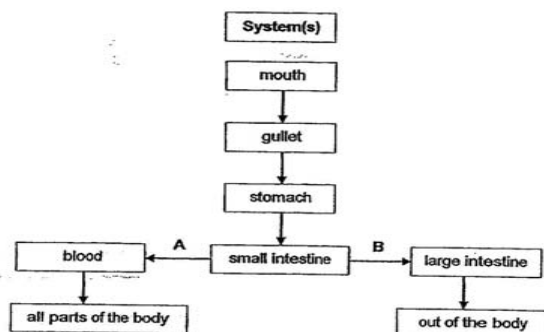 System(s)
mouth
gullet
stomach
A
B
blood
small intestine
large intestine
all parts of the body
out of the body